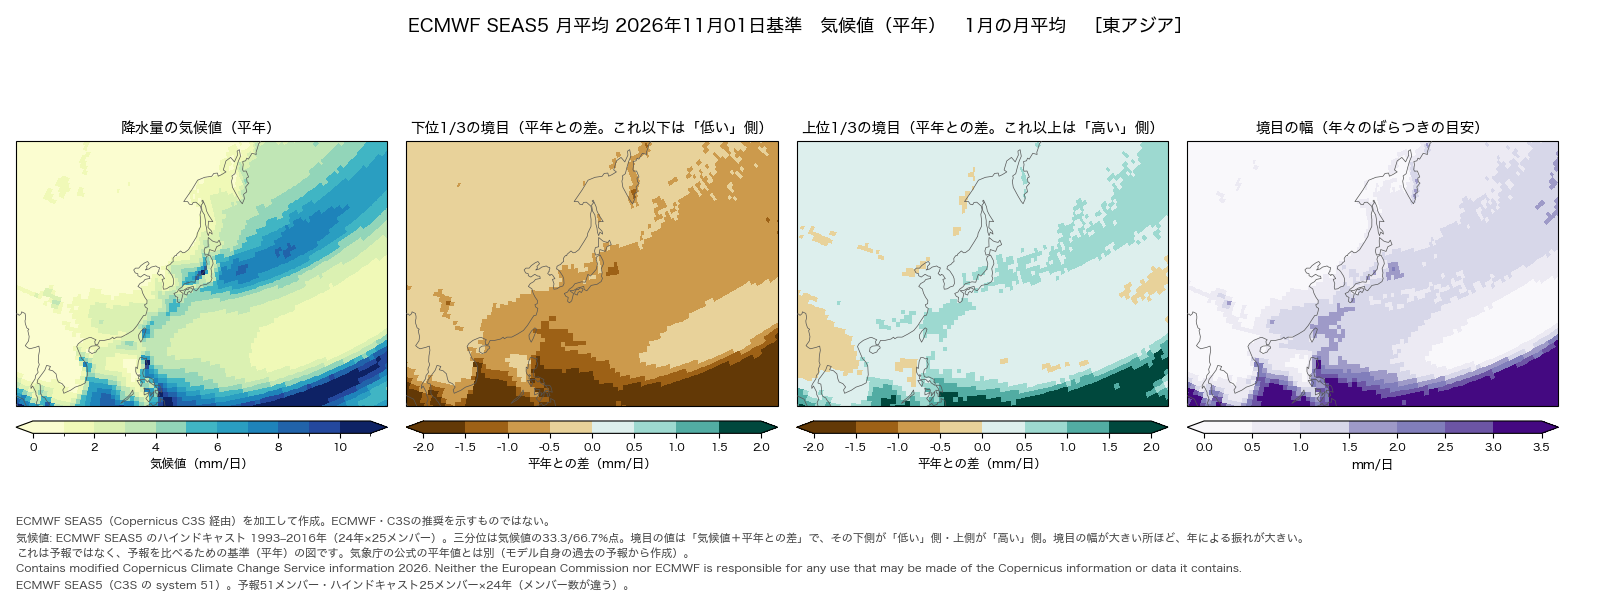 ECMWF SEAS5 月平均 2026年11月01日基準　気候値（平年）　1月の月平均　［東アジア］
降水量の気候値（平年）
下位1/3の境目（平年との差。これ以下は「低い」側）
上位1/3の境目（平年との差。これ以上は「高い」側）
境目の幅（年々のばらつきの目安）
0 2 4 6 8 10
気候値（mm/日）
-2.0 -1.5 -1.0 -0.5 0.0 0.5 1.0 1.5 2.0
平年との差（mm/日）
-2.0 -1.5 -1.0 -0.5 0.0 0.5 1.0 1.5 2.0
平年との差（mm/日）
0.0 0.5 1.0 1.5 2.0 2.5 3.0 3.5
mm/日
ECMWF SEAS5（Copernicus C3S 経由）を加工して作成。ECMWF・C3Sの推奨を示すものではない。
気候値: ECMWF SEAS5 のハインドキャスト 1993–2016年（24年×25メンバー）。三分位は気候値の33.3/66.7%点。境目の値は「気候値＋平年との差」で、その下側が「低い」側・上側が「高い」側。境目の幅が大きい所ほど、年による振れが大きい。
これは予報ではなく、予報を比べるための基準（平年）の図です。気象庁の公式の平年値とは別（モデル自身の過去の予報から作成）。
Contains modified Copernicus Climate Change Service information 2026. Neither the European Commission nor ECMWF is responsible for any use that may be made of the Copernicus information or data it contains.
ECMWF SEAS5（C3S の system 51）。予報51メンバー・ハインドキャスト25メンバー×24年（メンバー数が違う）。